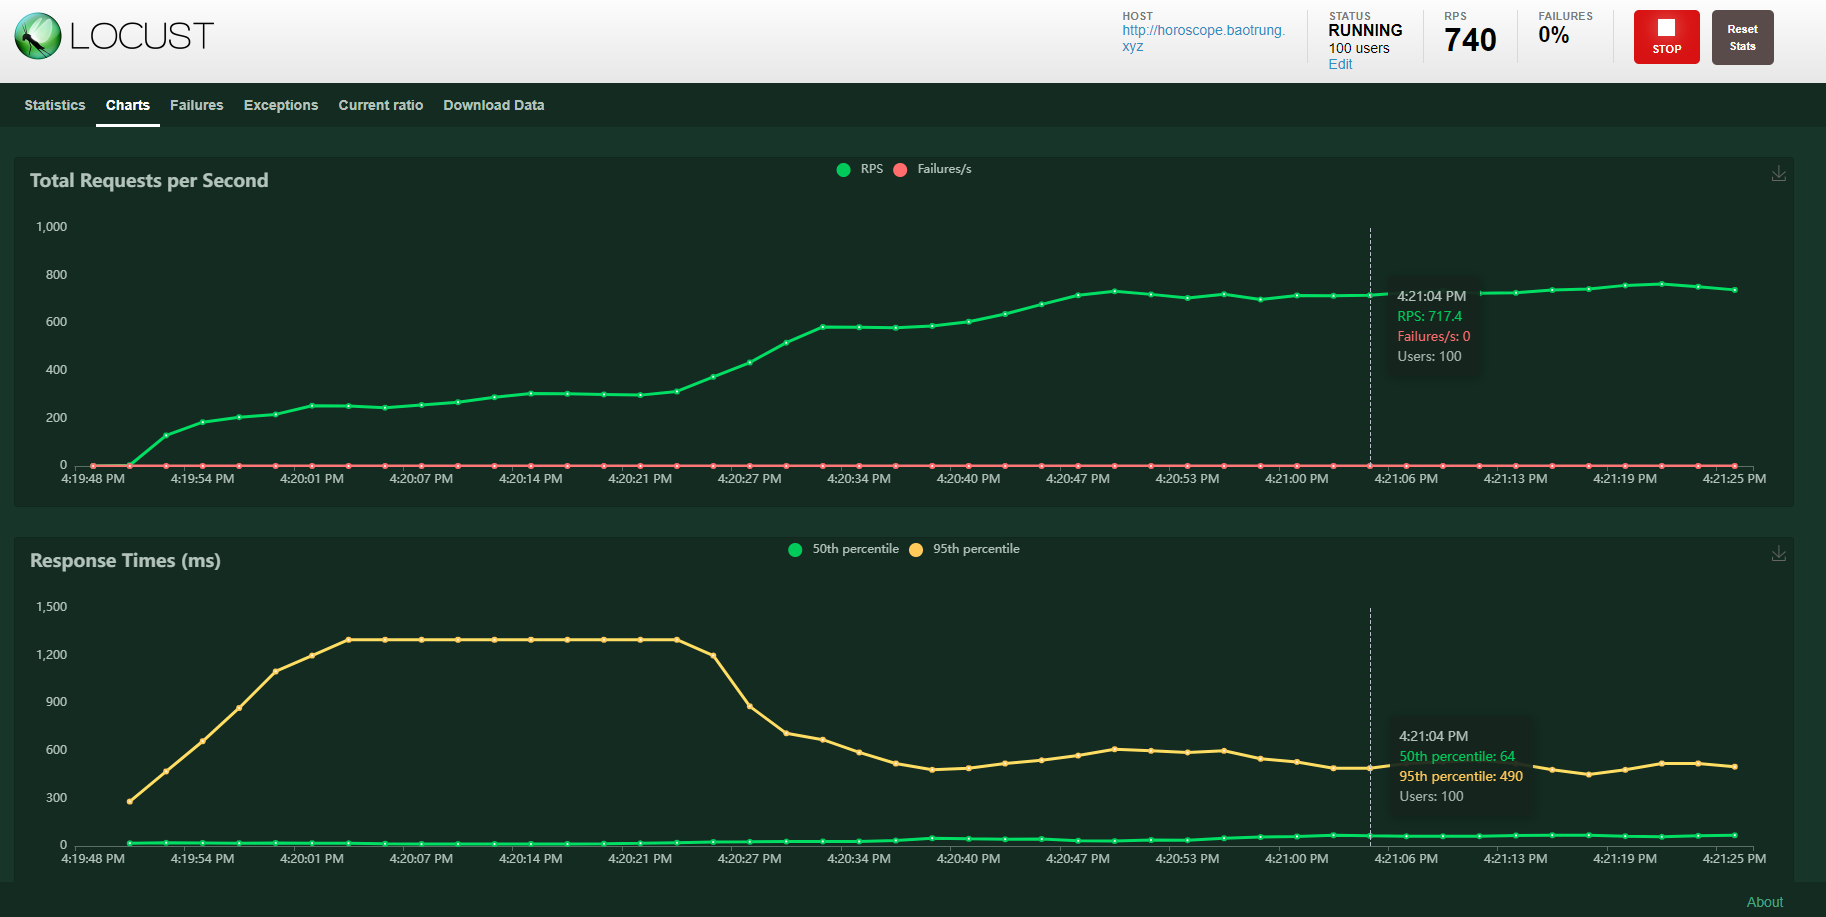 LOCUST
HOST
http://horoscope.baotrung.
xyz
STATUS
RUNNING
100 users
Edit
RPS
740
FAILURES
0%
STOP
Reset
Stats
Statistics Charts Failures Exceptions Current ratio Download Data
Total Requests per Second
RPS Failures/s
1,000
800
600
400
200
0
4:21:04 PM
RPS: 717.4
Failures/s: 0
Users: 100
4:19:48 PM 4:19:54 PM 4:20:01 PM 4:20:07 PM 4:20:14 PM 4:20:21 PM 4:20:27 PM 4:20:34 PM 4:20:40 PM 4:20:47 PM 4:20:53 PM 4:21:00 PM 4:21:06 PM 4:21:13 PM 4:21:19 PM 4:21:25 PM
Response Times (ms)
50th percentile 95th percentile
1,500
1,200
900
600
300
0
4:21:04 PM
50th percentile: 64
95th percentile: 490
Users: 100
4:19:48 PM 4:19:54 PM 4:20:01 PM 4:20:07 PM 4:20:14 PM 4:20:21 PM 4:20:27 PM 4:20:34 PM 4:20:40 PM 4:20:47 PM 4:20:53 PM 4:21:00 PM 4:21:06 PM 4:21:13 PM 4:21:19 PM 4:21:25 PM
About